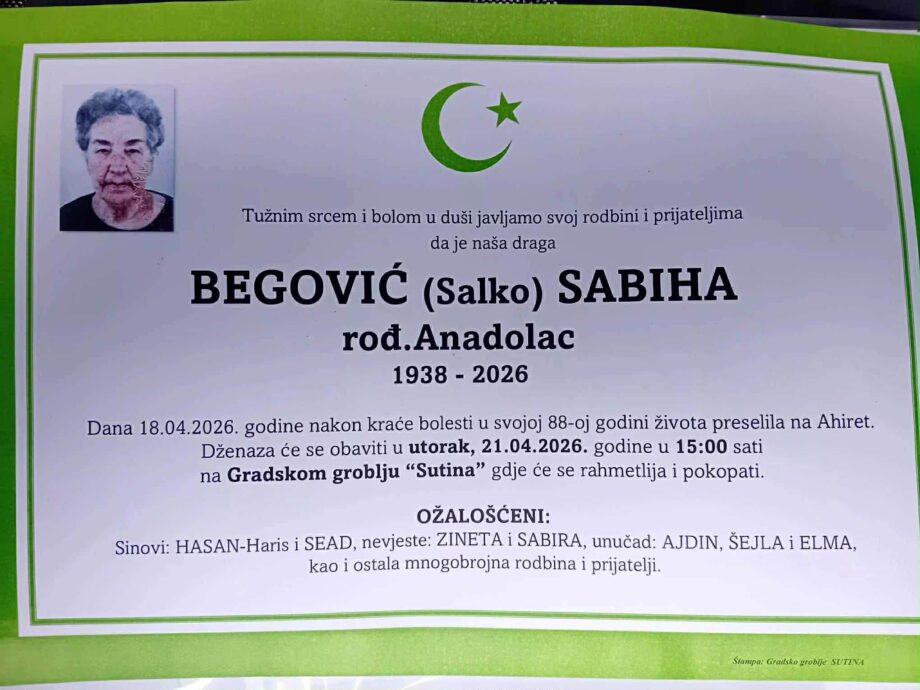 Tužnim srcem i bolom u duši javljamo svoj rodbini i prijateljima
da je naša draga
BEGOVIĆ (Salko) SABIHA
rođ.Anadolac
1938 - 2026
Dana 18.04.2026. godine nakon kraće bolesti u svojoj 88-oj godini života preselila na Ahiret.
Dženaza će se obaviti u utorak, 21.04.2026. godine u 15:00 sati
na Gradskom groblju “Sutina” gdje će se rahmetlija i pokopati.
OŽALOŠĆENI:
Sinovi: HASAN-Haris i SEAD, nevjeste: ZINETA i SABIRA, unučad: AJDIN, ŠEJLA i ELMA,
kao i ostala mnogobrojna rodbina i prijatelji.
Štampa: Gradsko groblje SUTINA